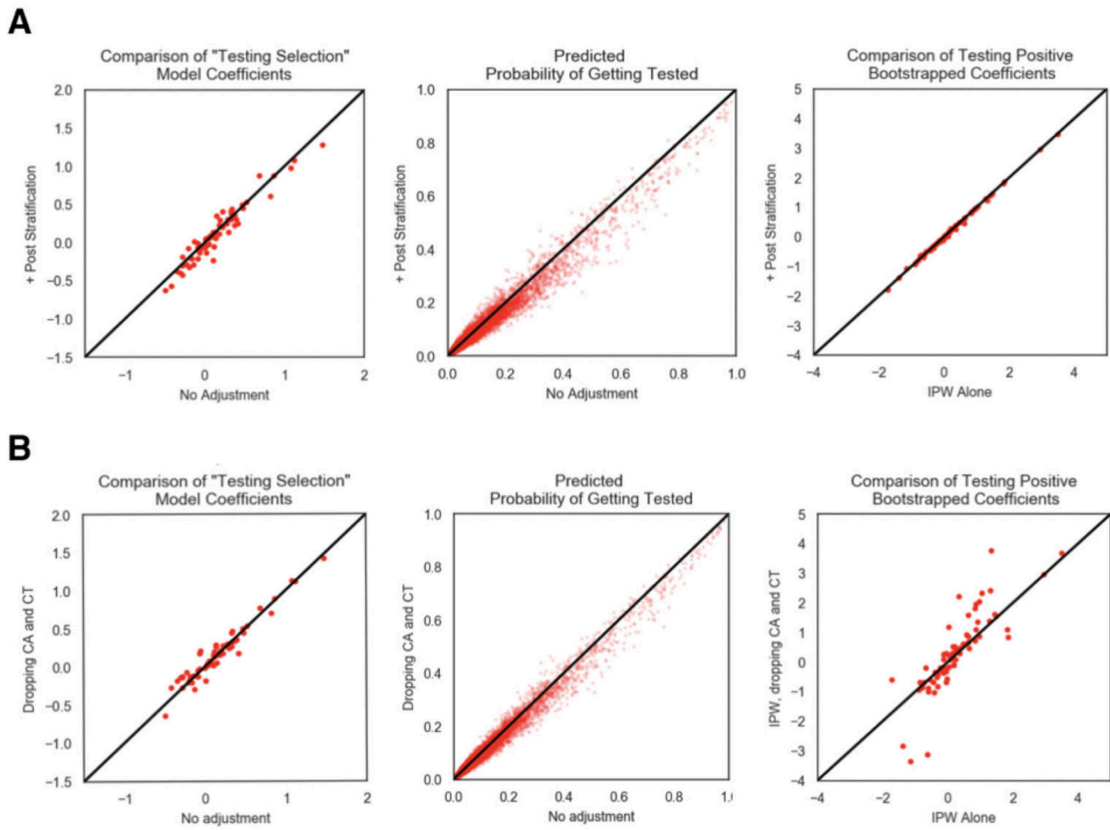 A
Comparison of "Testing Selection"
Model Coefficients
2.0
1.5
1.0
0.5
0.0
−0.5
−1.0
−1.5
+ Post Stratification
−1 0 1 2
No Adjustment
Predicted
Probability of Getting Tested
1.0
0.8
0.6
0.4
0.2
0.0
+ Post Stratification
0.0 0.2 0.4 0.6 0.8 1.0
No Adjustment
Comparison of Testing Positive
Bootstrapped Coefficients
5
4
3
2
1
0
−1
−2
−3
−4
+ Post Stratification
−4 −2 0 2 4
IPW Alone
B
Comparison of "Testing Selection"
Model Coefficients
2.0
1.5
1.0
0.5
0.0
−0.5
−1.0
−1.5
Dropping CA and CT
−1 0 1 2
No adjustment
Predicted
Probability of Getting Tested
1.0
0.8
0.6
0.4
0.2
0.0
Dropping CA and CT
0.0 0.2 0.4 0.6 0.8 1.(
No adjustment
Comparison of Testing Positive
Bootstrapped Coefficients
5
4
3
2
1
0
−1
−2
−3
−4
IPW, dropping CA and CT
−4 −2 0 2 4
IPW Alone